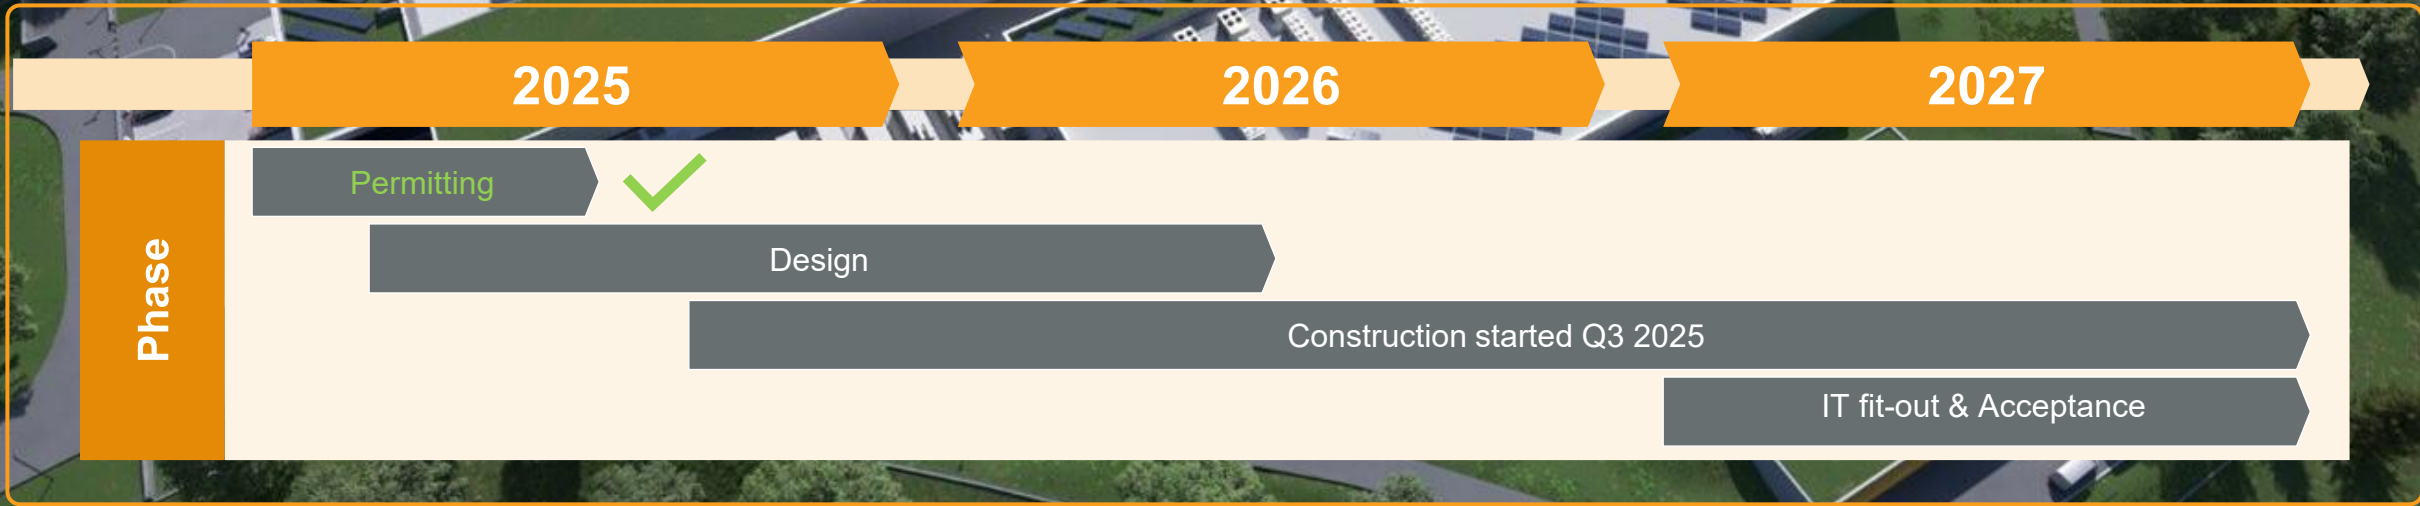 2025
2026
2027
Phase
Permitting
Design
Construction started Q3 2025
IT fit-out & Acceptance